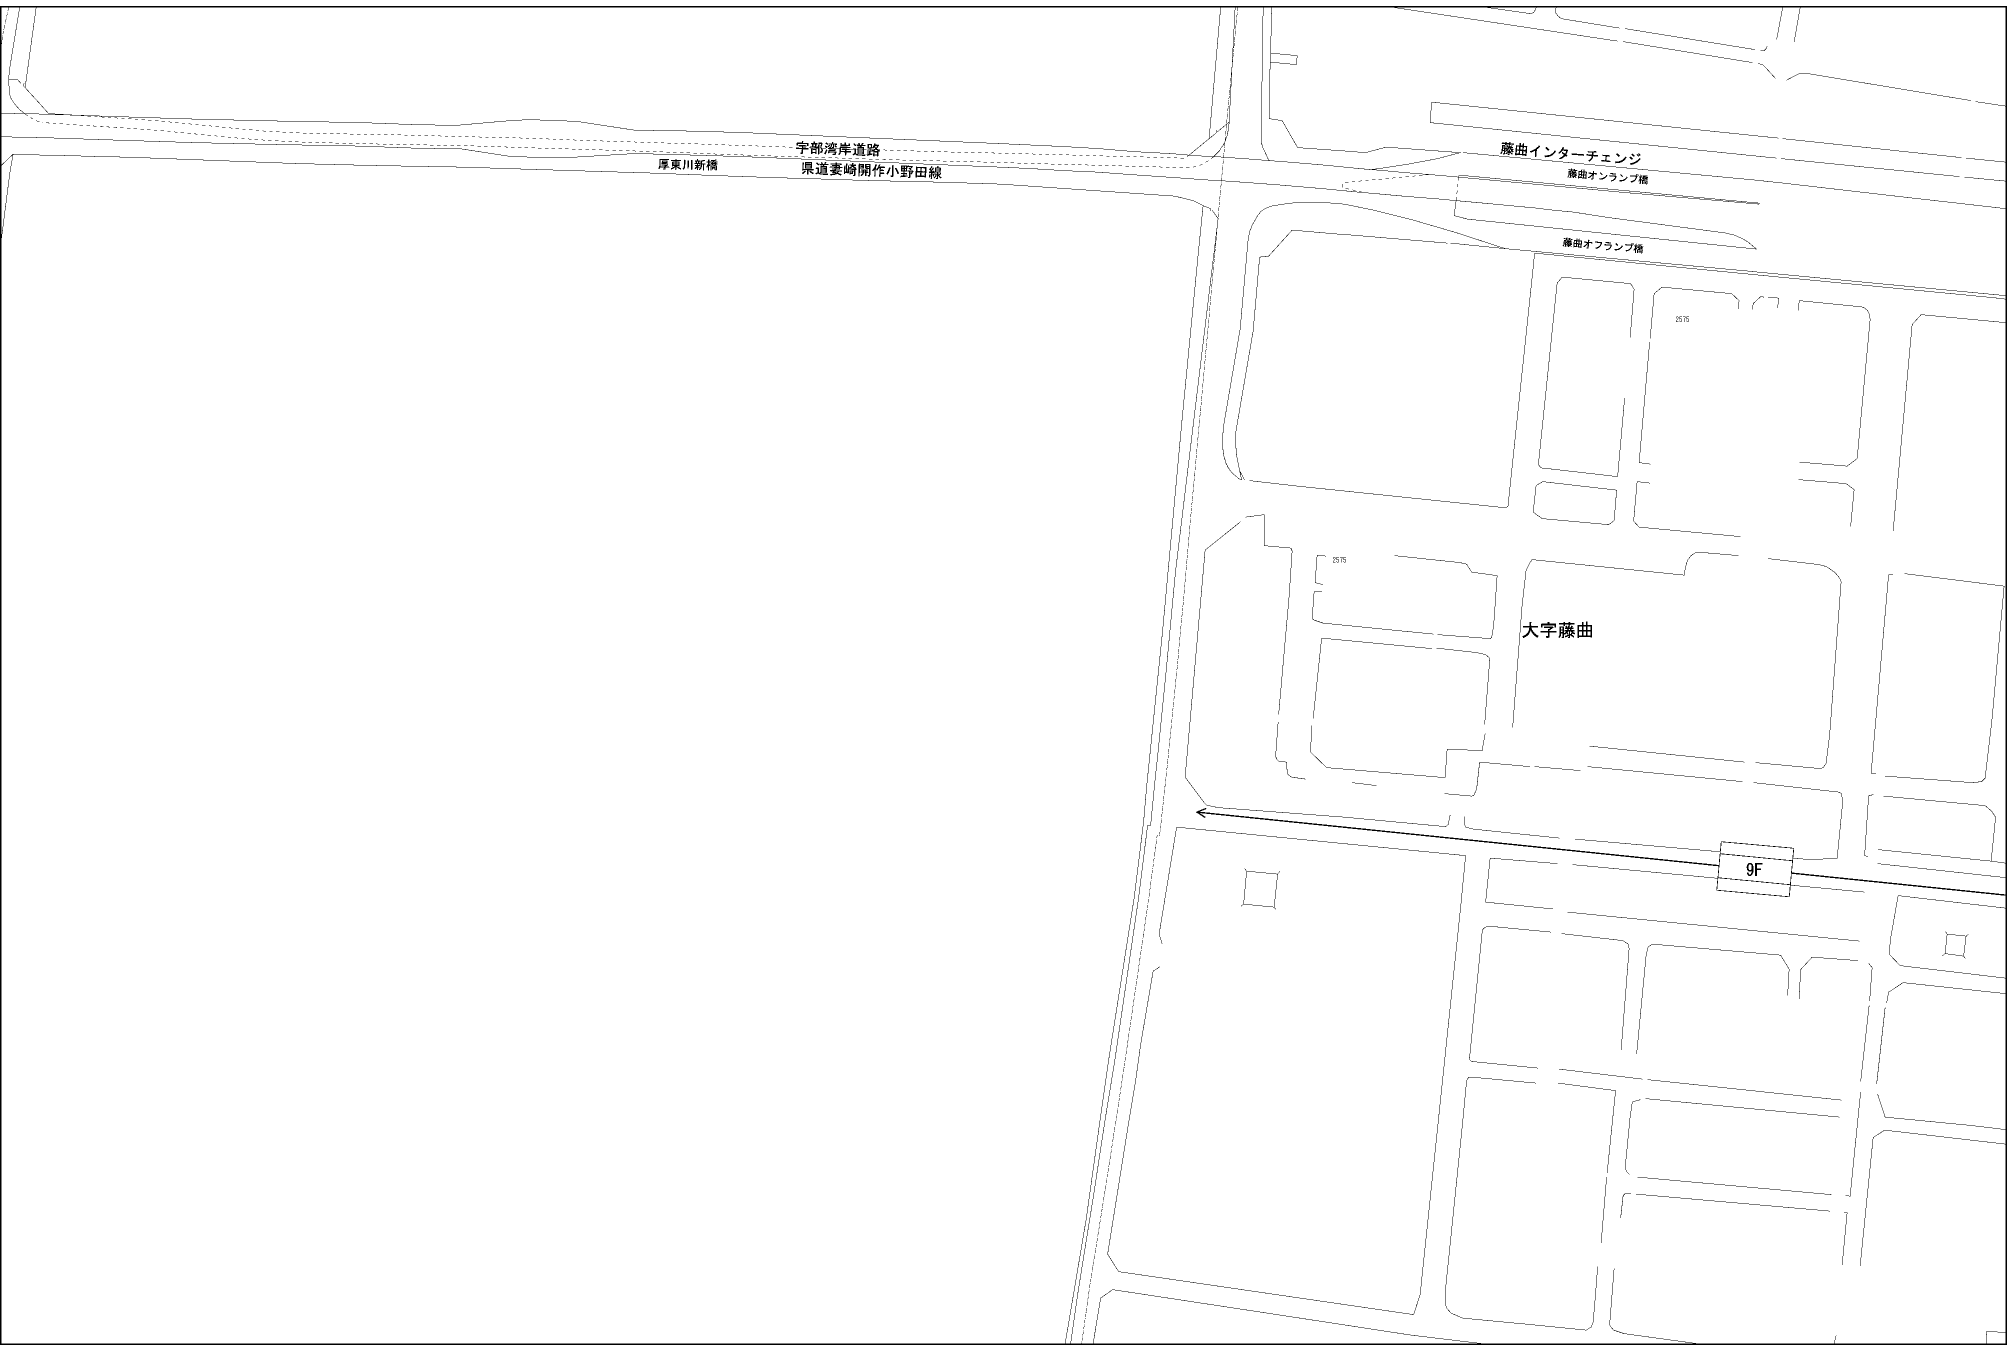 宇部湾岸道路
藤曲インターチェンジ
厚東川新橋
県道妻崎開作小野田線
藤曲オンランプ橋
藤曲オフランプ橋
2575
2575
大字藤曲
9F